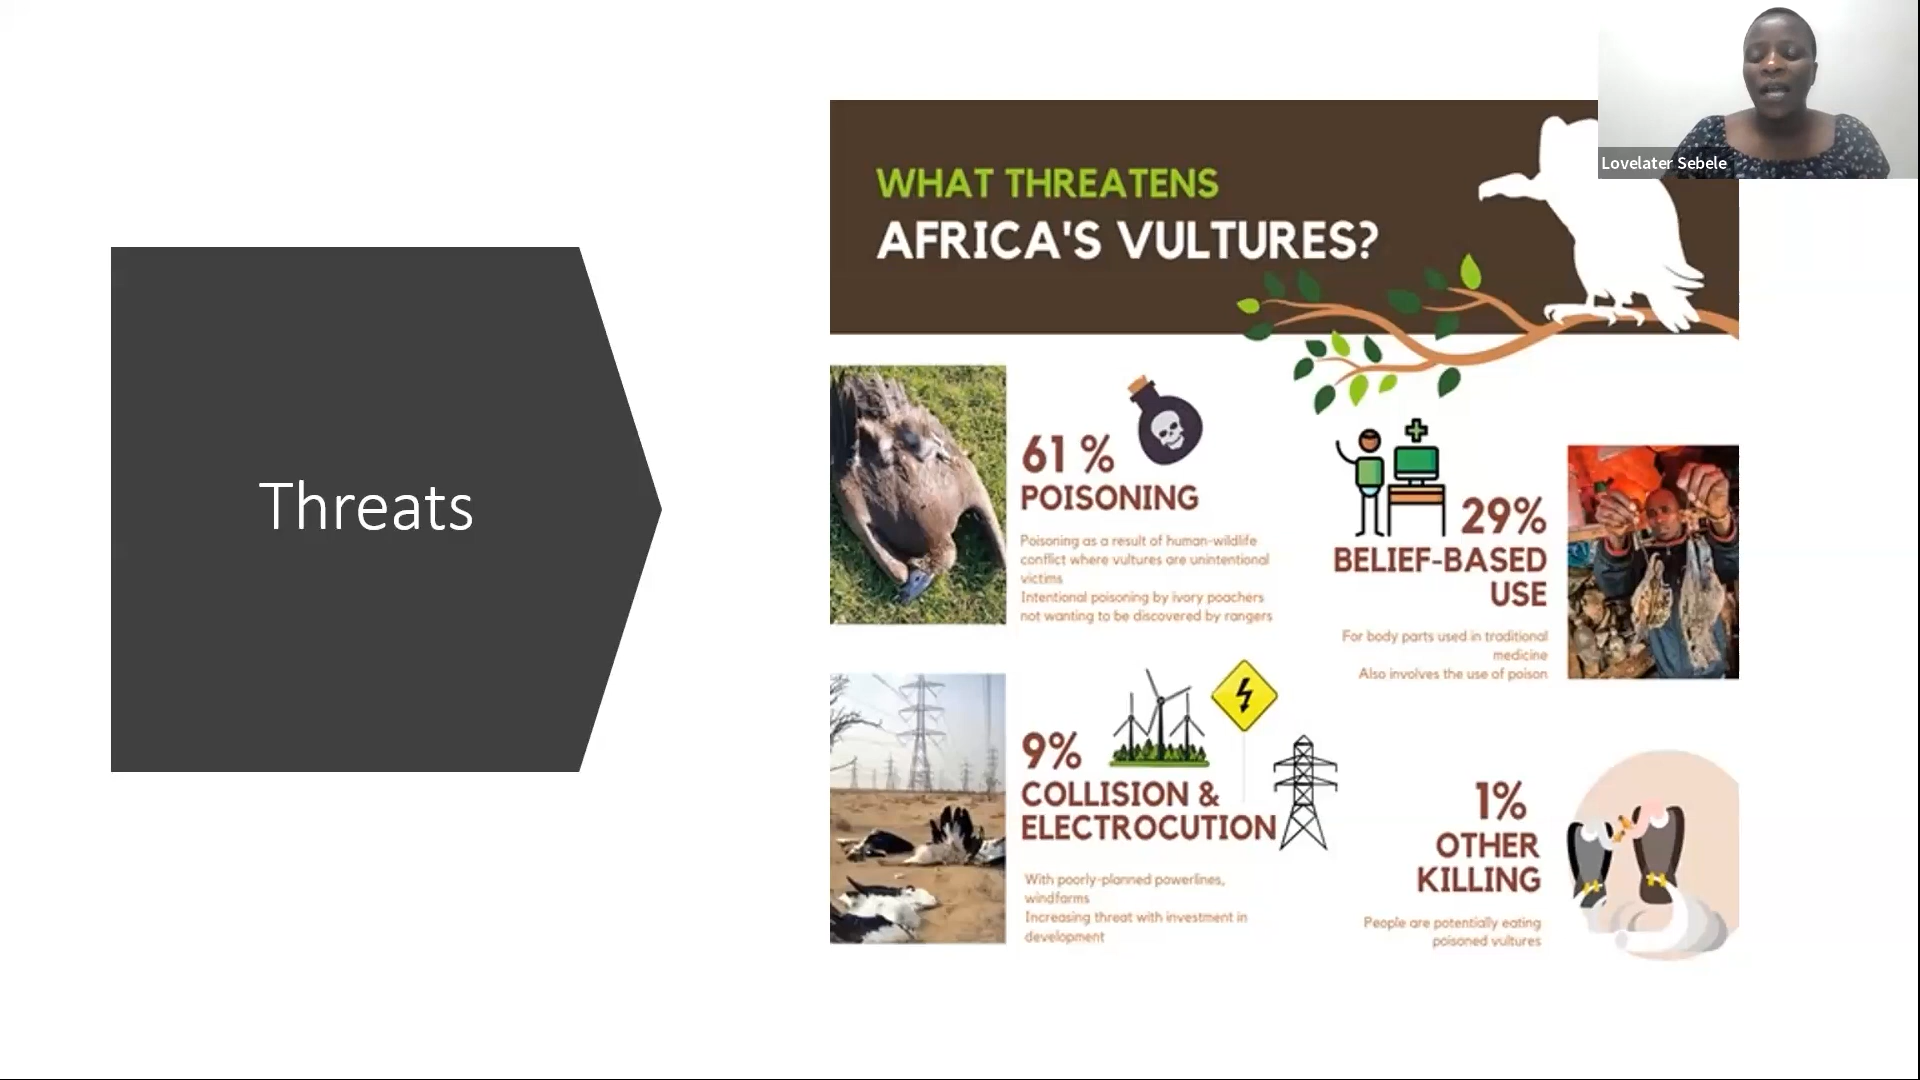 Threats
WHAT THREATENS
AFRICA'S VULTURES?
Lovelater Sebele
61 %
POISONING
Poisoning as a result of human-wildlife
conflict where vultures are unintentional
victims
Intentional poisoning by ivory poachers
not wanting to be discovered by rangers
29%
BELIEF-BASED
USE
For body parts used in traditional
medicine
Also involves the use of poison
9%
COLLISION &
ELECTROCUTION
With poorly-planned powerlines,
windfarms
Increasing threat with investment in
development
1%
OTHER
KILLING
People are potentially eating
poisoned vultures